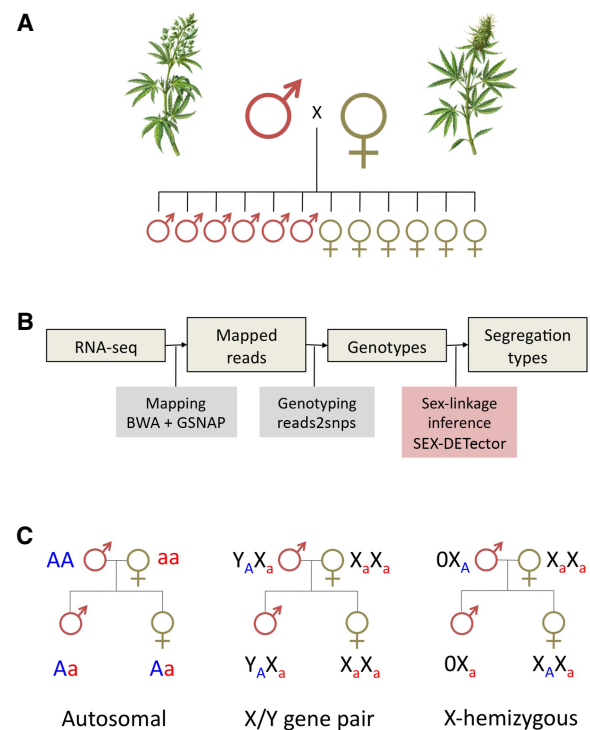 A
X
B
RNA-seq
Mapped
reads
Genotypes
Segregation
types
Mapping
BWA + GSNAP
Genotyping
reads2snps
Sex-linkage
inference
SEX-DETector
C
AA aa
Aa Aa
Autosomal
YAXa XaXa
YAXa XaXa
X/Y gene pair
0XA XaXa
0Xa XAXa
X-hemizygous